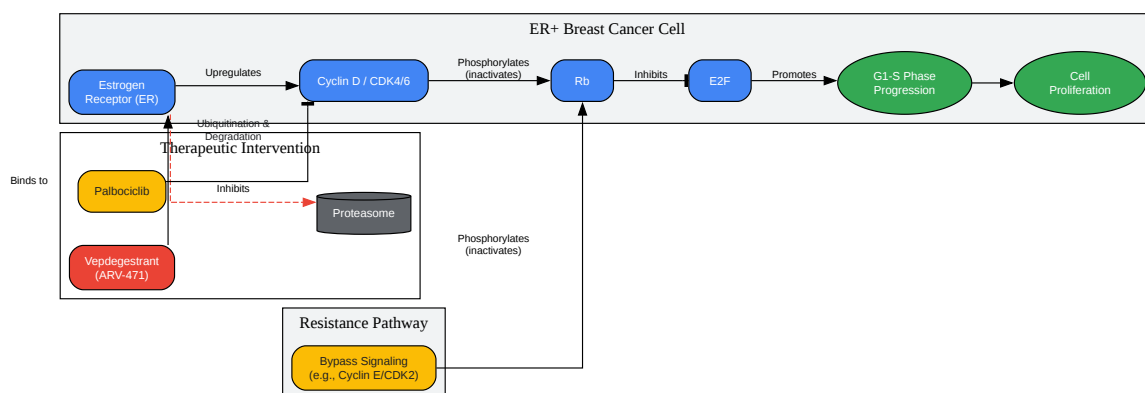 ER+ Breast Cancer Cell
Estrogen
Receptor (ER)
Upregulates
Cyclin D / CDK4/6
Phosphorylates
(inactivates)
Rb
Inhibits
E2F
Promotes
G1-S Phase
Progression
Cell
Proliferation
Ubiquitination &
Degradation
Therapeutic Intervention
Binds to
Palbociclib
Inhibits
Proteasome
Vepdegestrant
(ARV-471)
Phosphorylates
(inactivates)
Resistance Pathway
Bypass Signaling
(e.g., Cyclin E/CDK2)